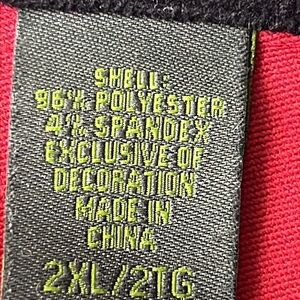 SHELL:
96% POLYESTER
4% SPANDEX
EXCLUSIVE OF
DECORATION
MADE IN
CHINA
2XL/2TG